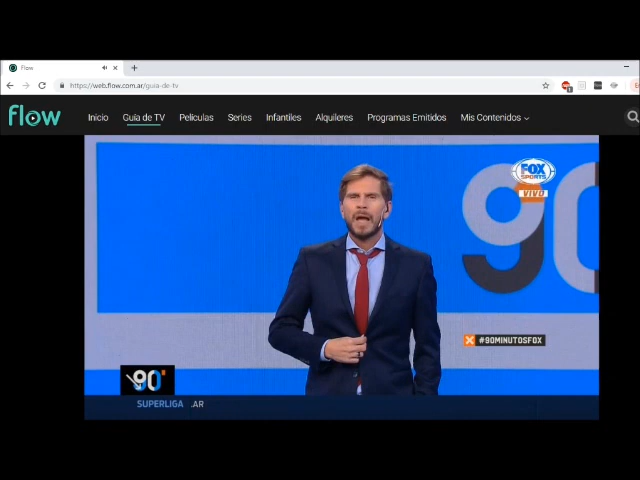 flow
https://web.flow.com.ar/guia-de-tv
flow
Inicio
Guía de TV
Películas
Series
Infantiles
Alquileres
Programas Emitidos
Mis Contenidos
FOX
SPORTS
VIVO
90
#90MINUTOSFOX
90'
SUPERLIGA .AR